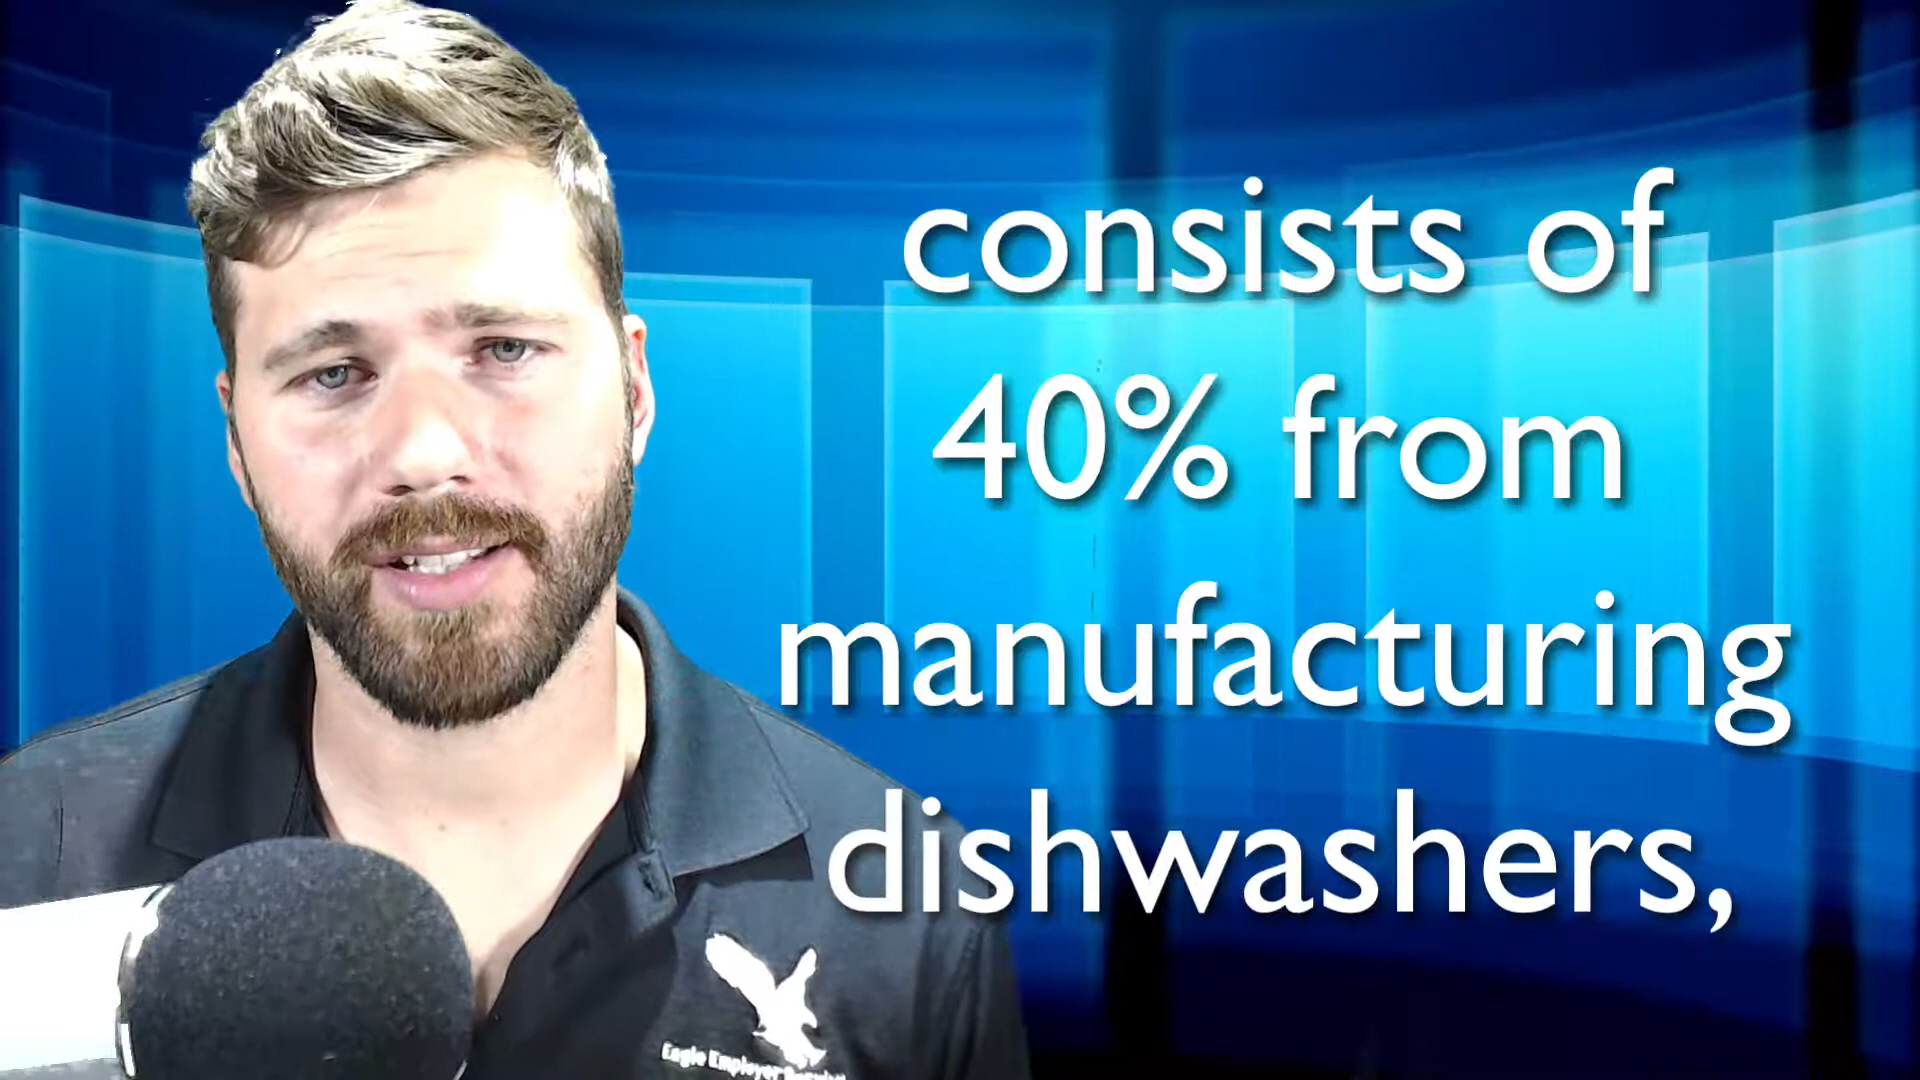 consists of
40% from
manufacturing
dishwashers,
Eagle Employer